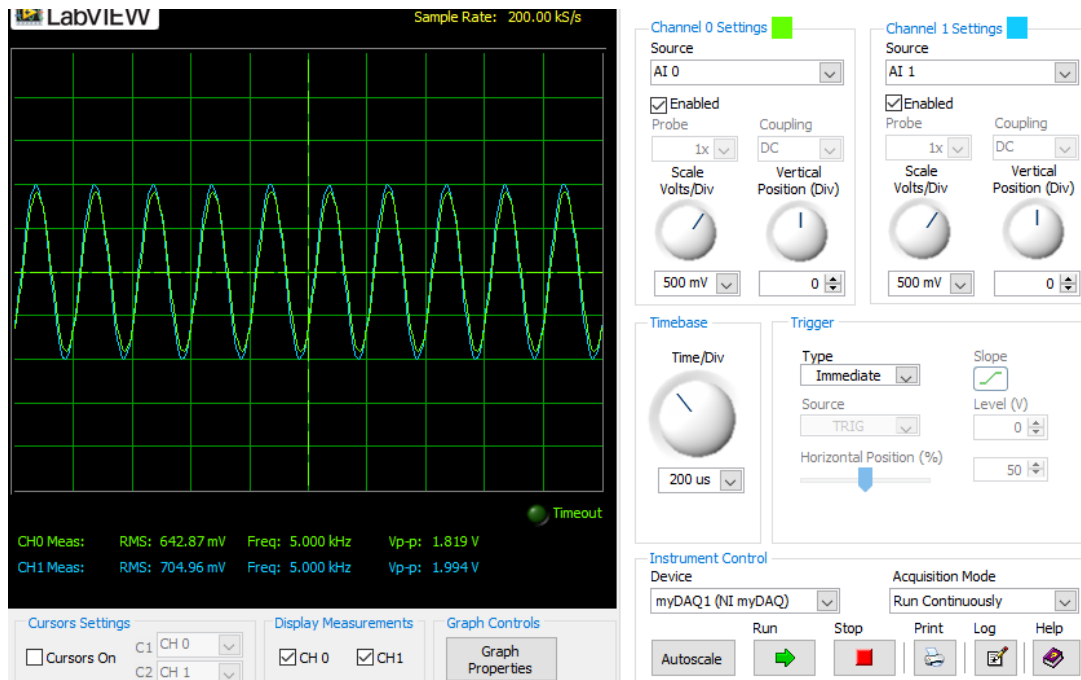 LabVIEW
Sample Rate: 200.00 kS/s
Timeout
CH0 Meas: RMS: 642.87 mV Freq: 5.000 kHz Vp-p: 1.819 V
CH1 Meas: RMS: 704.96 mV Freq: 5.000 kHz Vp-p: 1.994 V
Cursors Settings
Cursors On
C1 CH 0
C2 CH 1
Display Measurements
CH 0 CH1
Graph Controls
Graph
Properties
Channel 0 Settings
Source
AI 0
Enabled
Probe Coupling
1x DC
Scale Vertical
Volts/Div Position (Div)
500 mV 0
Channel 1 Settings
Source
AI 1
Enabled
Probe Coupling
1x DC
Scale Vertical
Volts/Div Position (Div)
500 mV 0
Timebase
Time/Div
200 us
Trigger
Type Slope
Immediate
Source Level (V)
TRIG 0
Horizontal Position (%)
50
Instrument Control
Device Acquisition Mode
myDAQ1 (NI myDAQ) Run Continuously
Run Stop Print Log Help
Autoscale